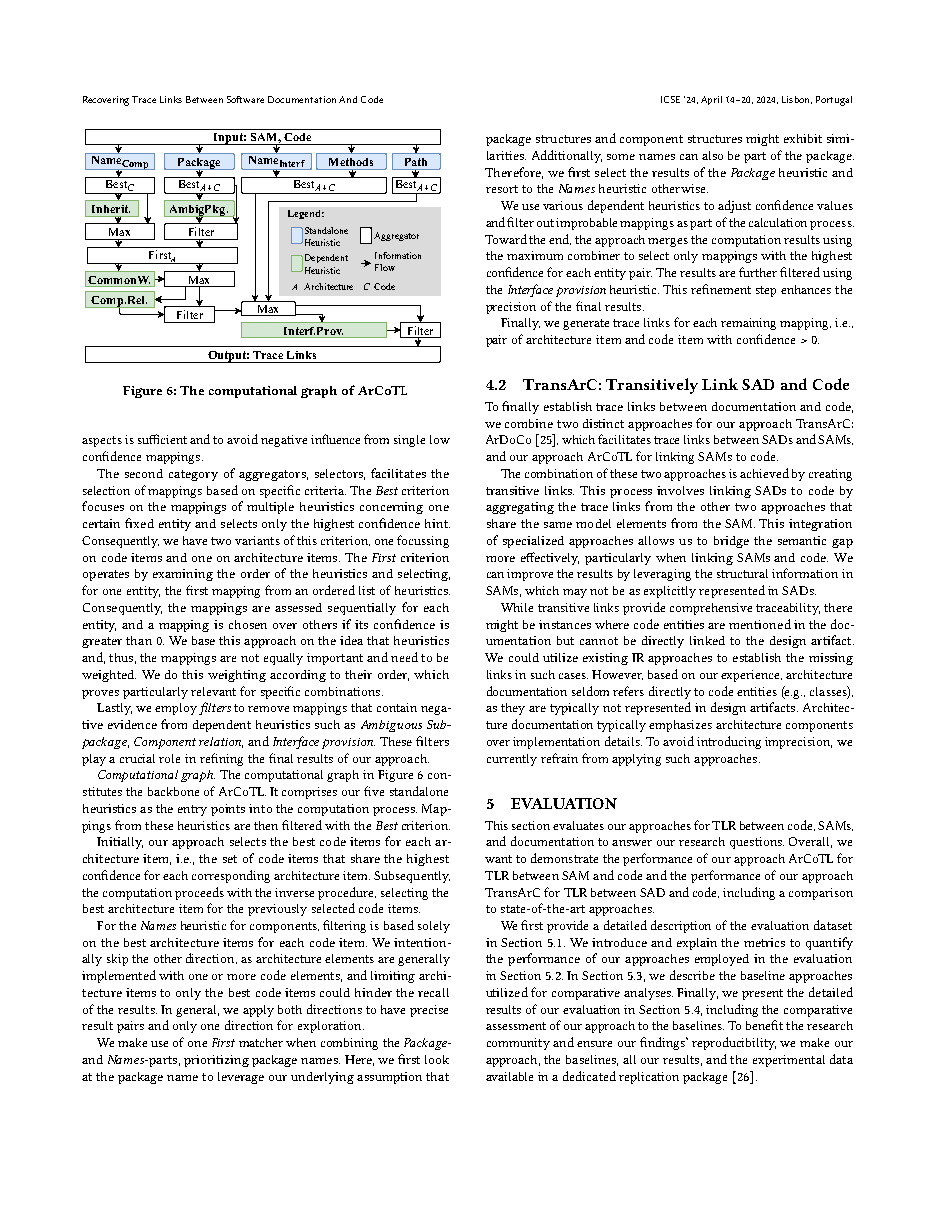 Recovering Trace Links Between Software Documentation And Code
ICSE '24, April 14–20, 2024, Lisbon, Portugal
Input: SAM, Code
NameComp Package NameInterf Methods Path
BestC BestA+C BestA+C BestA+C
Inherit. AmbigPkg.
Max Filter
FirstA
CommonW. Max
Comp.Rel.
Filter Max
Interf.Prov. Filter
Output: Trace Links
Legend:
Standalone Heuristic
Aggregator
Dependent Heuristic
Information Flow
A Architecture C Code
Figure 6: The computational graph of ArCoTL
aspects is sufficient and to avoid negative influence from single low
confidence mappings.
The second category of aggregators, selectors, facilitates the
selection of mappings based on specific criteria. The Best criterion
focuses on the mappings of multiple heuristics concerning one
certain fixed entity and selects only the highest confidence hint.
Consequently, we have two variants of this criterion, one focussing
on code items and one on architecture items. The First criterion
operates by examining the order of the heuristics and selecting,
for one entity, the first mapping from an ordered list of heuristics.
Consequently, the mappings are assessed sequentially for each
entity, and a mapping is chosen over others if its confidence is
greater than 0. We base this approach on the idea that heuristics
and, thus, the mappings are not equally important and need to be
weighted. We do this weighting according to their order, which
proves particularly relevant for specific combinations.
Lastly, we employ filters to remove mappings that contain nega-
tive evidence from dependent heuristics such as Ambiguous Sub-
package, Component relation, and Interface provision. These filters
play a crucial role in refining the final results of our approach.
Computational graph. The computational graph in Figure 6 con-
stitutes the backbone of ArCoTL. It comprises our five standalone
heuristics as the entry points into the computation process. Map-
pings from these heuristics are then filtered with the Best criterion.
Initially, our approach selects the best code items for each ar-
chitecture item, i.e., the set of code items that share the highest
confidence for each corresponding architecture item. Subsequently,
the computation proceeds with the inverse procedure, selecting the
best architecture item for the previously selected code items.
For the Names heuristic for components, filtering is based solely
on the best architecture items for each code item. We intention-
ally skip the other direction, as architecture elements are generally
implemented with one or more code elements, and limiting archi-
tecture items to only the best code items could hinder the recall
of the results. In general, we apply both directions to have precise
result pairs and only one direction for exploration.
We make use of one First matcher when combining the Package-
and Names-parts, prioritizing package names. Here, we first look
at the package name to leverage our underlying assumption that
package structures and component structures might exhibit simi-
larities. Additionally, some names can also be part of the package.
Therefore, we first select the results of the Package heuristic and
resort to the Names heuristic otherwise.
We use various dependent heuristics to adjust confidence values
and filter out improbable mappings as part of the calculation process.
Toward the end, the approach merges the computation results using
the maximum combiner to select only mappings with the highest
confidence for each entity pair. The results are further filtered using
the Interface provision heuristic. This refinement step enhances the
precision of the final results.
Finally, we generate trace links for each remaining mapping, i.e.,
pair of architecture item and code item with confidence > 0.
4.2 TransArC: Transitively Link SAD and Code
To finally establish trace links between documentation and code,
we combine two distinct approaches for our approach TransArC:
ArDoCo [25], which facilitates trace links between SADs and SAMs,
and our approach ArCoTL for linking SAMs to code.
The combination of these two approaches is achieved by creating
transitive links. This process involves linking SADs to code by
aggregating the trace links from the other two approaches that
share the same model elements from the SAM. This integration
of specialized approaches allows us to bridge the semantic gap
more effectively, particularly when linking SAMs and code. We
can improve the results by leveraging the structural information in
SAMs, which may not be as explicitly represented in SADs.
While transitive links provide comprehensive traceability, there
might be instances where code entities are mentioned in the doc-
umentation but cannot be directly linked to the design artifact.
We could utilize existing IR approaches to establish the missing
links in such cases. However, based on our experience, architecture
documentation seldom refers directly to code entities (e.g., classes),
as they are typically not represented in design artifacts. Architec-
ture documentation typically emphasizes architecture components
over implementation details. To avoid introducing imprecision, we
currently refrain from applying such approaches.
5 EVALUATION
This section evaluates our approaches for TLR between code, SAMs,
and documentation to answer our research questions. Overall, we
want to demonstrate the performance of our approach ArCoTL for
TLR between SAM and code and the performance of our approach
TransArC for TLR between SAD and code, including a comparison
to state-of-the-art approaches.
We first provide a detailed description of the evaluation dataset
in Section 5.1. We introduce and explain the metrics to quantify
the performance of our approaches employed in the evaluation
in Section 5.2. In Section 5.3, we describe the baseline approaches
utilized for comparative analyses. Finally, we present the detailed
results of our evaluation in Section 5.4, including the comparative
assessment of our approach to the baselines. To benefit the research
community and ensure our findings' reproducibility, we make our
approach, the baselines, all our results, and the experimental data
available in a dedicated replication package [26].